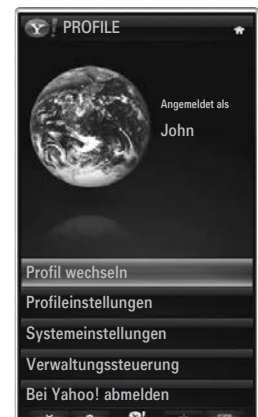 Y! PROFILE
Angemeldet als
John
Profil wechseln
Profileinstellungen
Systemeinstellungen
Verwaltungssteuerung
Bei Yahoo! abmelden
Y!